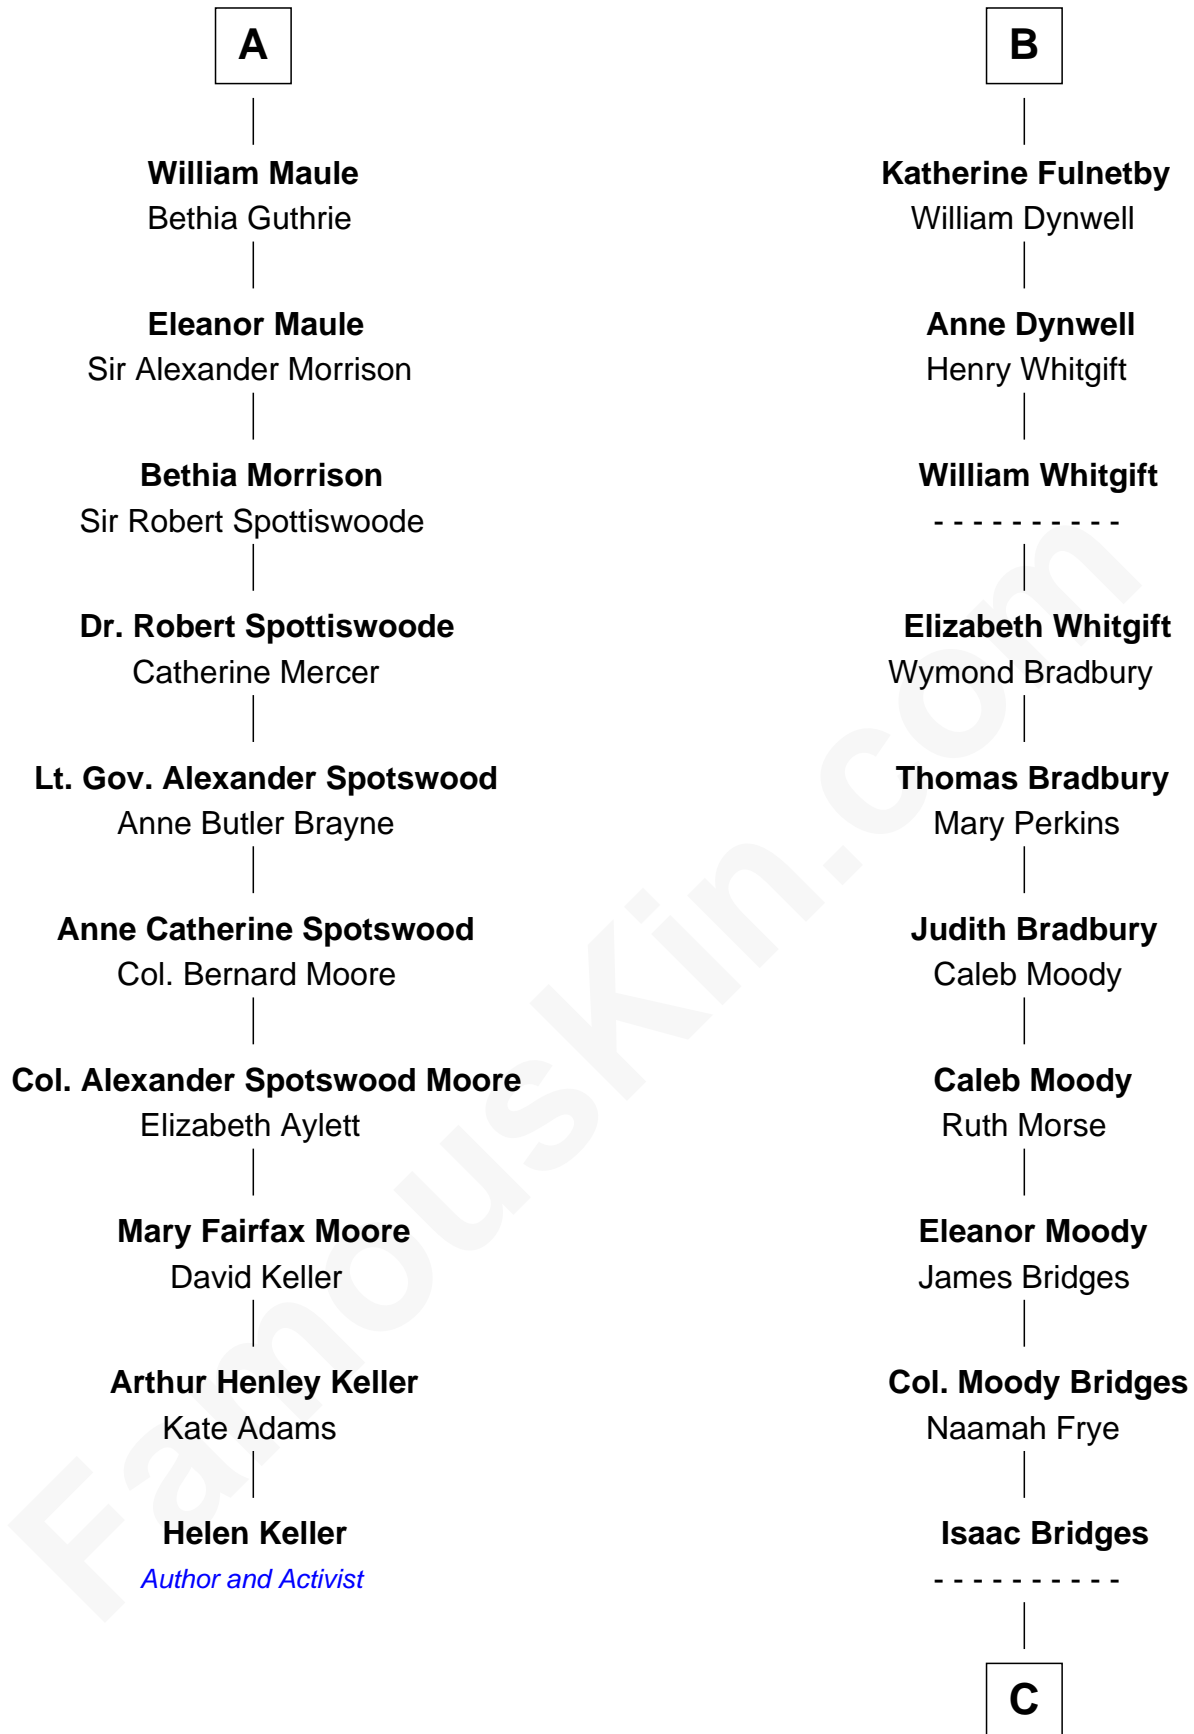 A
William Maule
Bethia Guthrie
Eleanor Maule
Sir Alexander Morrison
Bethia Morrison
Sir Robert Spottiswoode
Dr. Robert Spottiswoode
Catherine Mercer
Lt. Gov. Alexander Spotswood
Anne Butler Brayne
Anne Catherine Spotswood
Col. Bernard Moore
Col. Alexander Spotswood Moore
Elizabeth Aylett
Mary Fairfax Moore
David Keller
Arthur Henley Keller
Kate Adams
Helen Keller
Author and Activist
B
Katherine Fulnetby
William Dynwell
Anne Dynwell
Henry Whitgift
William Whitgift
- - - - - - - - - -
Elizabeth Whitgift
Wymond Bradbury
Thomas Bradbury
Mary Perkins
Judith Bradbury
Caleb Moody
Caleb Moody
Ruth Morse
Eleanor Moody
James Bridges
Col. Moody Bridges
Naamah Frye
Isaac Bridges
- - - - - - - - - -
C
FamousKin.com